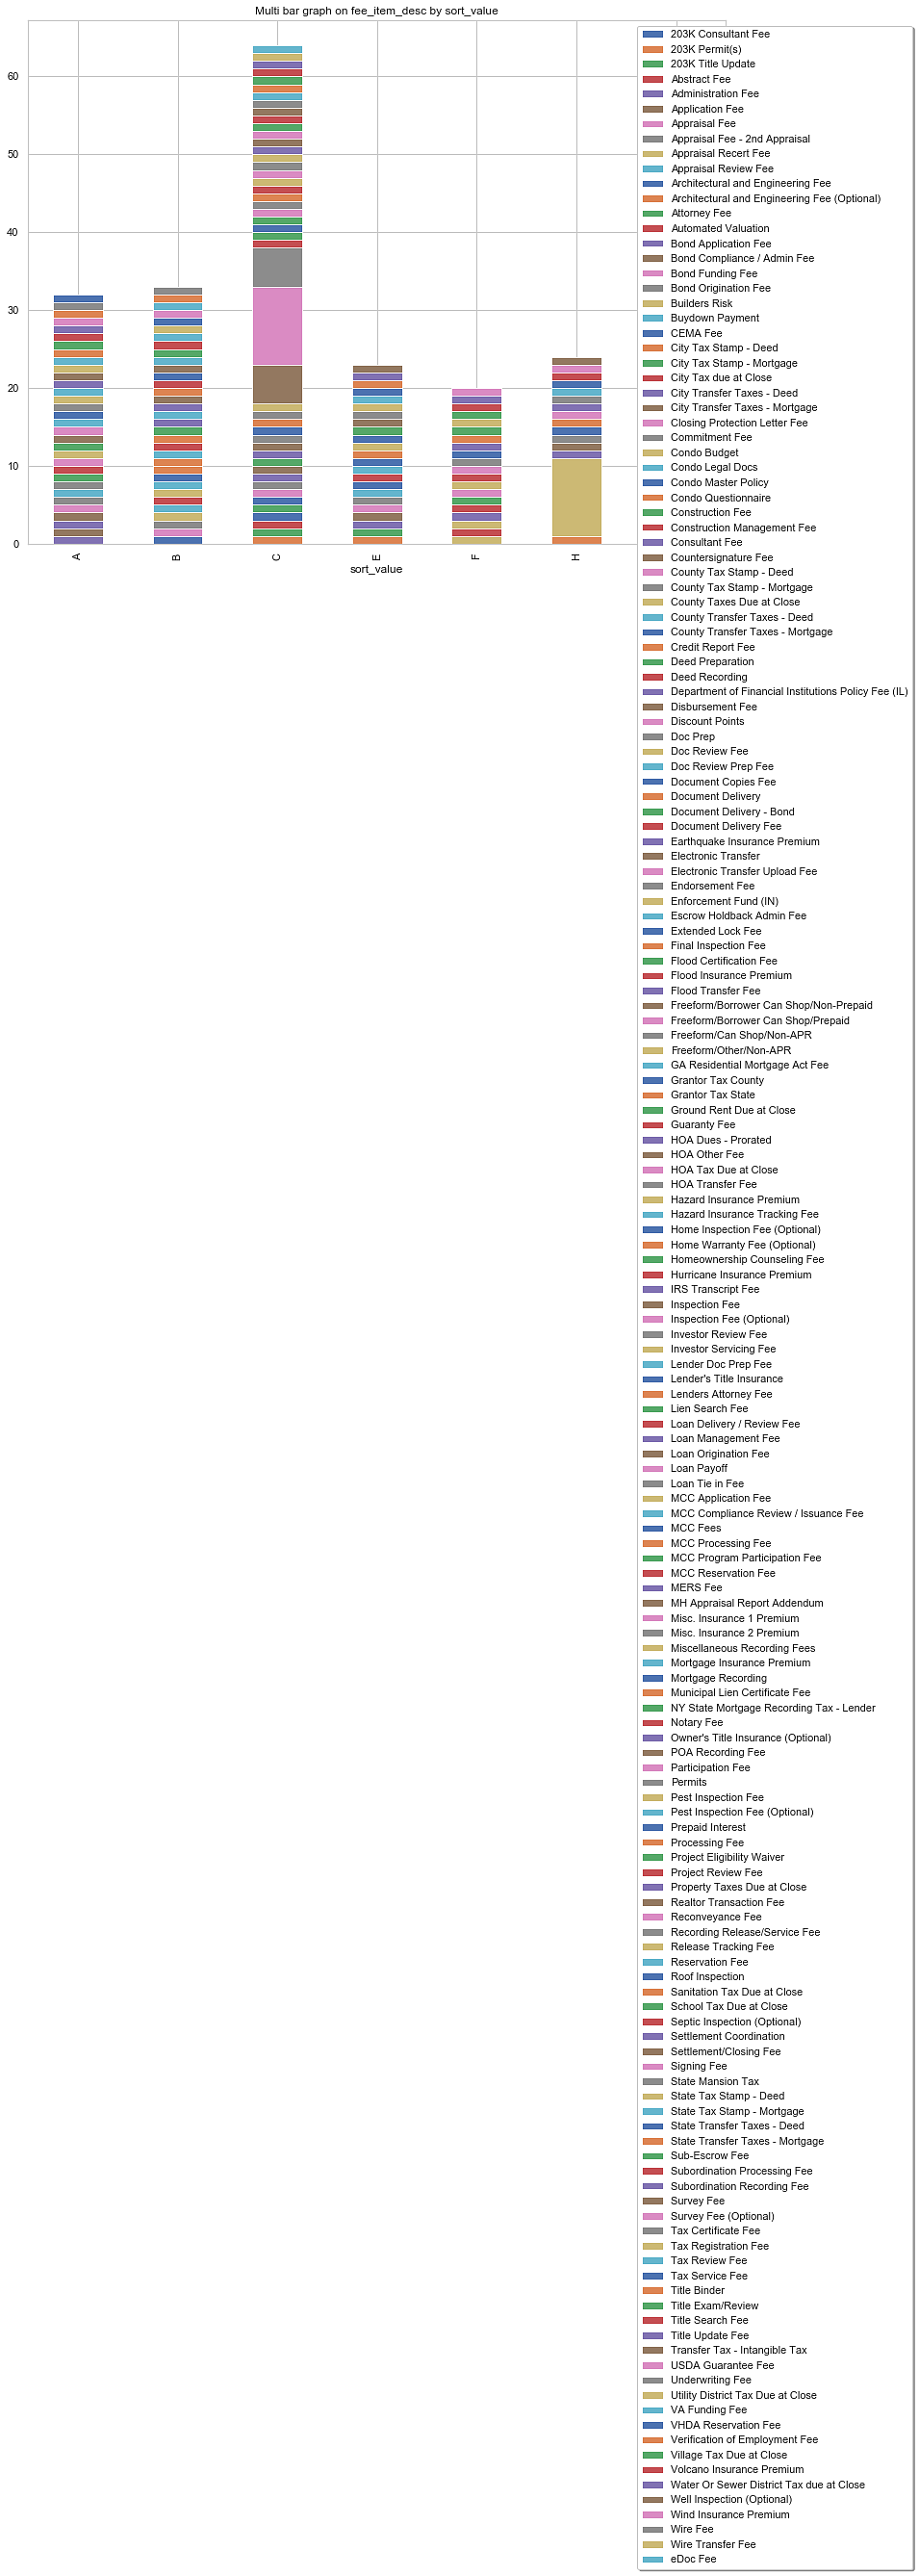 Multi bar graph on fee_item_desc by sort_value
60
50
40
30
20
10
0
A
B
C
E
F
H
sort_value
203K Consultant Fee
203K Permit(s)
203K Title Update
Abstract Fee
Administration Fee
Application Fee
Appraisal Fee
Appraisal Fee - 2nd Appraisal
Appraisal Recert Fee
Appraisal Review Fee
Architectural and Engineering Fee
Architectural and Engineering Fee (Optional)
Attorney Fee
Automated Valuation
Bond Application Fee
Bond Compliance / Admin Fee
Bond Funding Fee
Bond Origination Fee
Builders Risk
Buydown Payment
CEMA Fee
City Tax Stamp - Deed
City Tax Stamp - Mortgage
City Tax due at Close
City Transfer Taxes - Deed
City Transfer Taxes - Mortgage
Closing Protection Letter Fee
Commitment Fee
Condo Budget
Condo Legal Docs
Condo Master Policy
Condo Questionnaire
Construction Fee
Construction Management Fee
Consultant Fee
Countersignature Fee
County Tax Stamp - Deed
County Tax Stamp - Mortgage
County Taxes Due at Close
County Transfer Taxes - Deed
County Transfer Taxes - Mortgage
Credit Report Fee
Deed Preparation
Deed Recording
Department of Financial Institutions Policy Fee (IL)
Disbursement Fee
Discount Points
Doc Prep
Doc Review Fee
Doc Review Prep Fee
Document Copies Fee
Document Delivery
Document Delivery - Bond
Document Delivery Fee
Earthquake Insurance Premium
Electronic Transfer
Electronic Transfer Upload Fee
Endorsement Fee
Enforcement Fund (IN)
Escrow Holdback Admin Fee
Extended Lock Fee
Final Inspection Fee
Flood Certification Fee
Flood Insurance Premium
Flood Transfer Fee
Freeform/Borrower Can Shop/Non-Prepaid
Freeform/Borrower Can Shop/Prepaid
Freeform/Can Shop/Non-APR
Freeform/Other/Non-APR
GA Residential Mortgage Act Fee
Grantor Tax County
Grantor Tax State
Ground Rent Due at Close
Guaranty Fee
HOA Dues - Prorated
HOA Other Fee
HOA Tax Due at Close
HOA Transfer Fee
Hazard Insurance Premium
Hazard Insurance Tracking Fee
Home Inspection Fee (Optional)
Home Warranty Fee (Optional)
Homeownership Counseling Fee
Hurricane Insurance Premium
IRS Transcript Fee
Inspection Fee
Inspection Fee (Optional)
Investor Review Fee
Investor Servicing Fee
Lender Doc Prep Fee
Lender's Title Insurance
Lenders Attorney Fee
Lien Search Fee
Loan Delivery / Review Fee
Loan Management Fee
Loan Origination Fee
Loan Payoff
Loan Tie in Fee
MCC Application Fee
MCC Compliance Review / Issuance Fee
MCC Fees
MCC Processing Fee
MCC Program Participation Fee
MCC Reservation Fee
MERS Fee
MH Appraisal Report Addendum
Misc. Insurance 1 Premium
Misc. Insurance 2 Premium
Miscellaneous Recording Fees
Mortgage Insurance Premium
Mortgage Recording
Municipal Lien Certificate Fee
NY State Mortgage Recording Tax - Lender
Notary Fee
Owner's Title Insurance (Optional)
POA Recording Fee
Participation Fee
Permits
Pest Inspection Fee
Pest Inspection Fee (Optional)
Prepaid Interest
Processing Fee
Project Eligibility Waiver
Project Review Fee
Property Taxes Due at Close
Realtor Transaction Fee
Reconveyance Fee
Recording Release/Service Fee
Release Tracking Fee
Reservation Fee
Roof Inspection
Sanitation Tax Due at Close
School Tax Due at Close
Septic Inspection (Optional)
Settlement Coordination
Settlement/Closing Fee
Signing Fee
State Mansion Tax
State Tax Stamp - Deed
State Tax Stamp - Mortgage
State Transfer Taxes - Deed
State Transfer Taxes - Mortgage
Sub-Escrow Fee
Subordination Processing Fee
Subordination Recording Fee
Survey Fee
Survey Fee (Optional)
Tax Certificate Fee
Tax Registration Fee
Tax Review Fee
Tax Service Fee
Title Binder
Title Exam/Review
Title Search Fee
Title Update Fee
Transfer Tax - Intangible Tax
USDA Guarantee Fee
Underwriting Fee
Utility District Tax Due at Close
VA Funding Fee
VHDA Reservation Fee
Verification of Employment Fee
Village Tax Due at Close
Volcano Insurance Premium
Water Or Sewer District Tax due at Close
Well Inspection (Optional)
Wind Insurance Premium
Wire Fee
Wire Transfer Fee
eDoc Fee